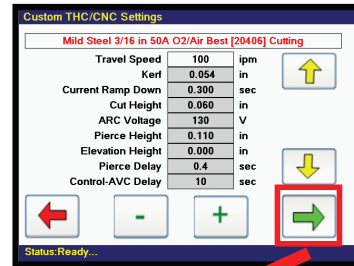 Custom THC/CNC Settings
Mild Steel 3/16 in 50A O2/Air Best [20406] Cutting
Travel Speed 100 ipm
Kerf 0.054 in
Current Ramp Down 0.300 sec
Cut Height 0.060 in
ARC Voltage 130 V
Pierce Height 0.110 in
Elevation Height 0.000 in
Pierce Delay 0.4 sec
Control-AVC Delay 10 sec
- +
Status:Ready...